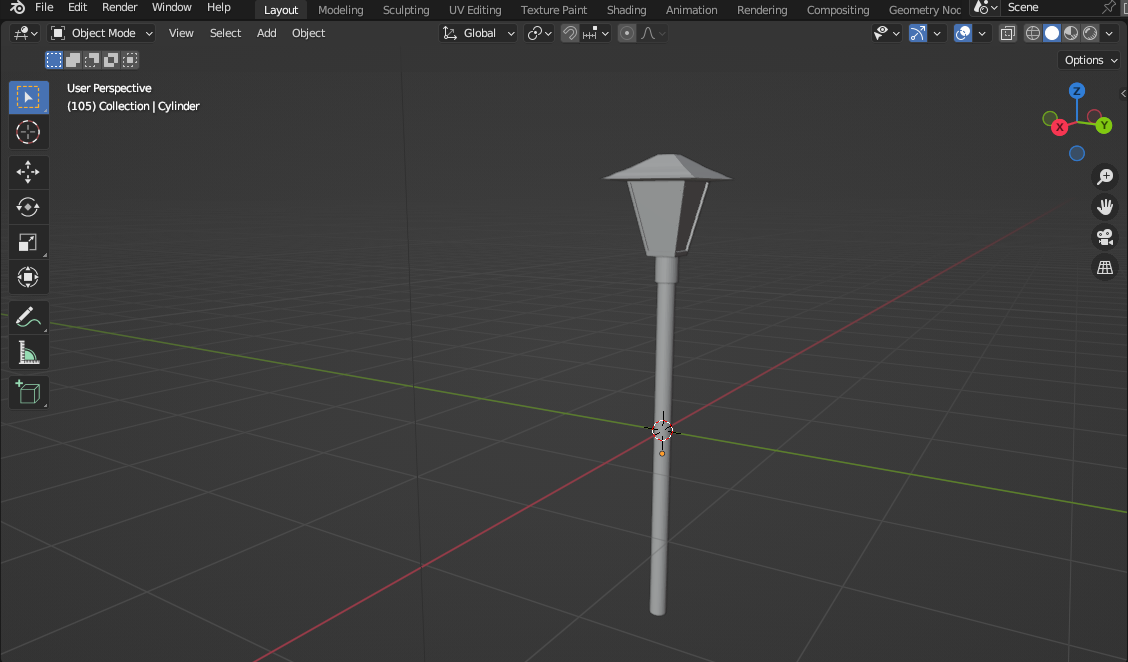 File Edit Render Window Help Layout Modeling Sculpting UV Editing Texture Paint Shading Animation Rendering Compositing Geometry Noc Scene
Object Mode View Select Add Object Global
Options
User Perspective
(105) Collection | Cylinder
Z
X Y